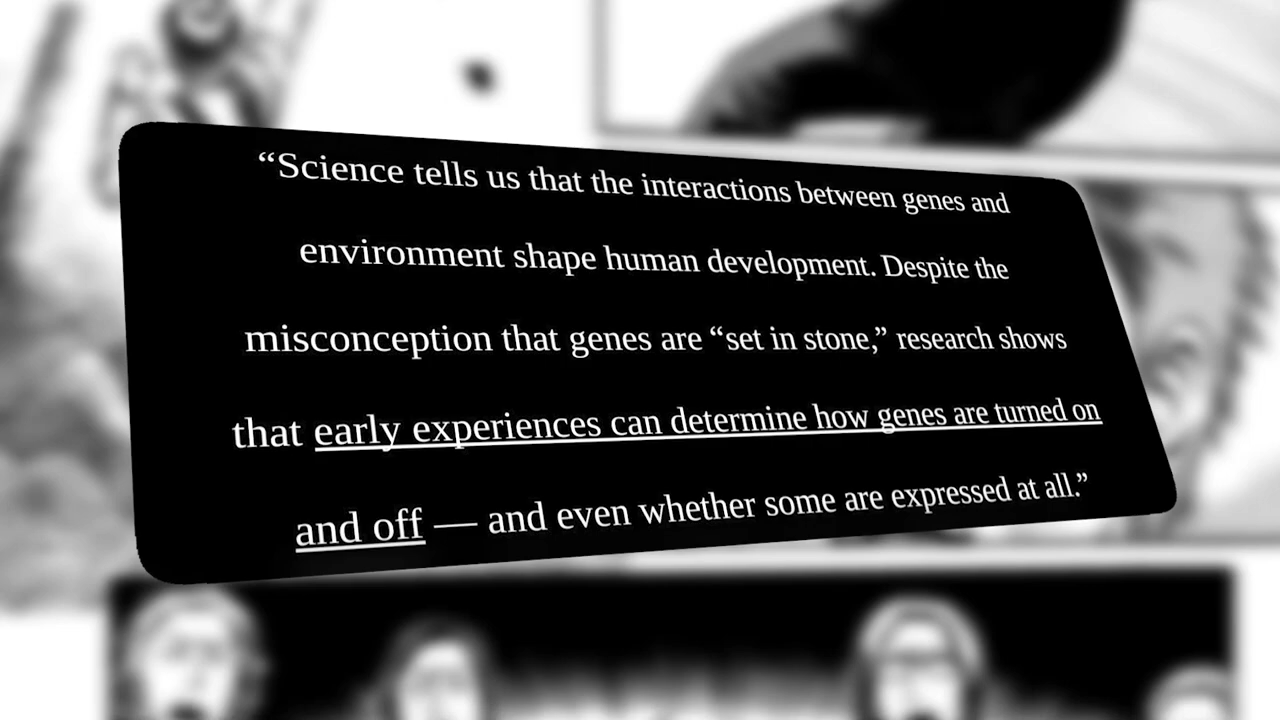 “Science tells us that the interactions between genes and
environment shape human development. Despite the
misconception that genes are “set in stone,” research shows
that early experiences can determine how genes are turned on
and off — and even whether some are expressed at all.”